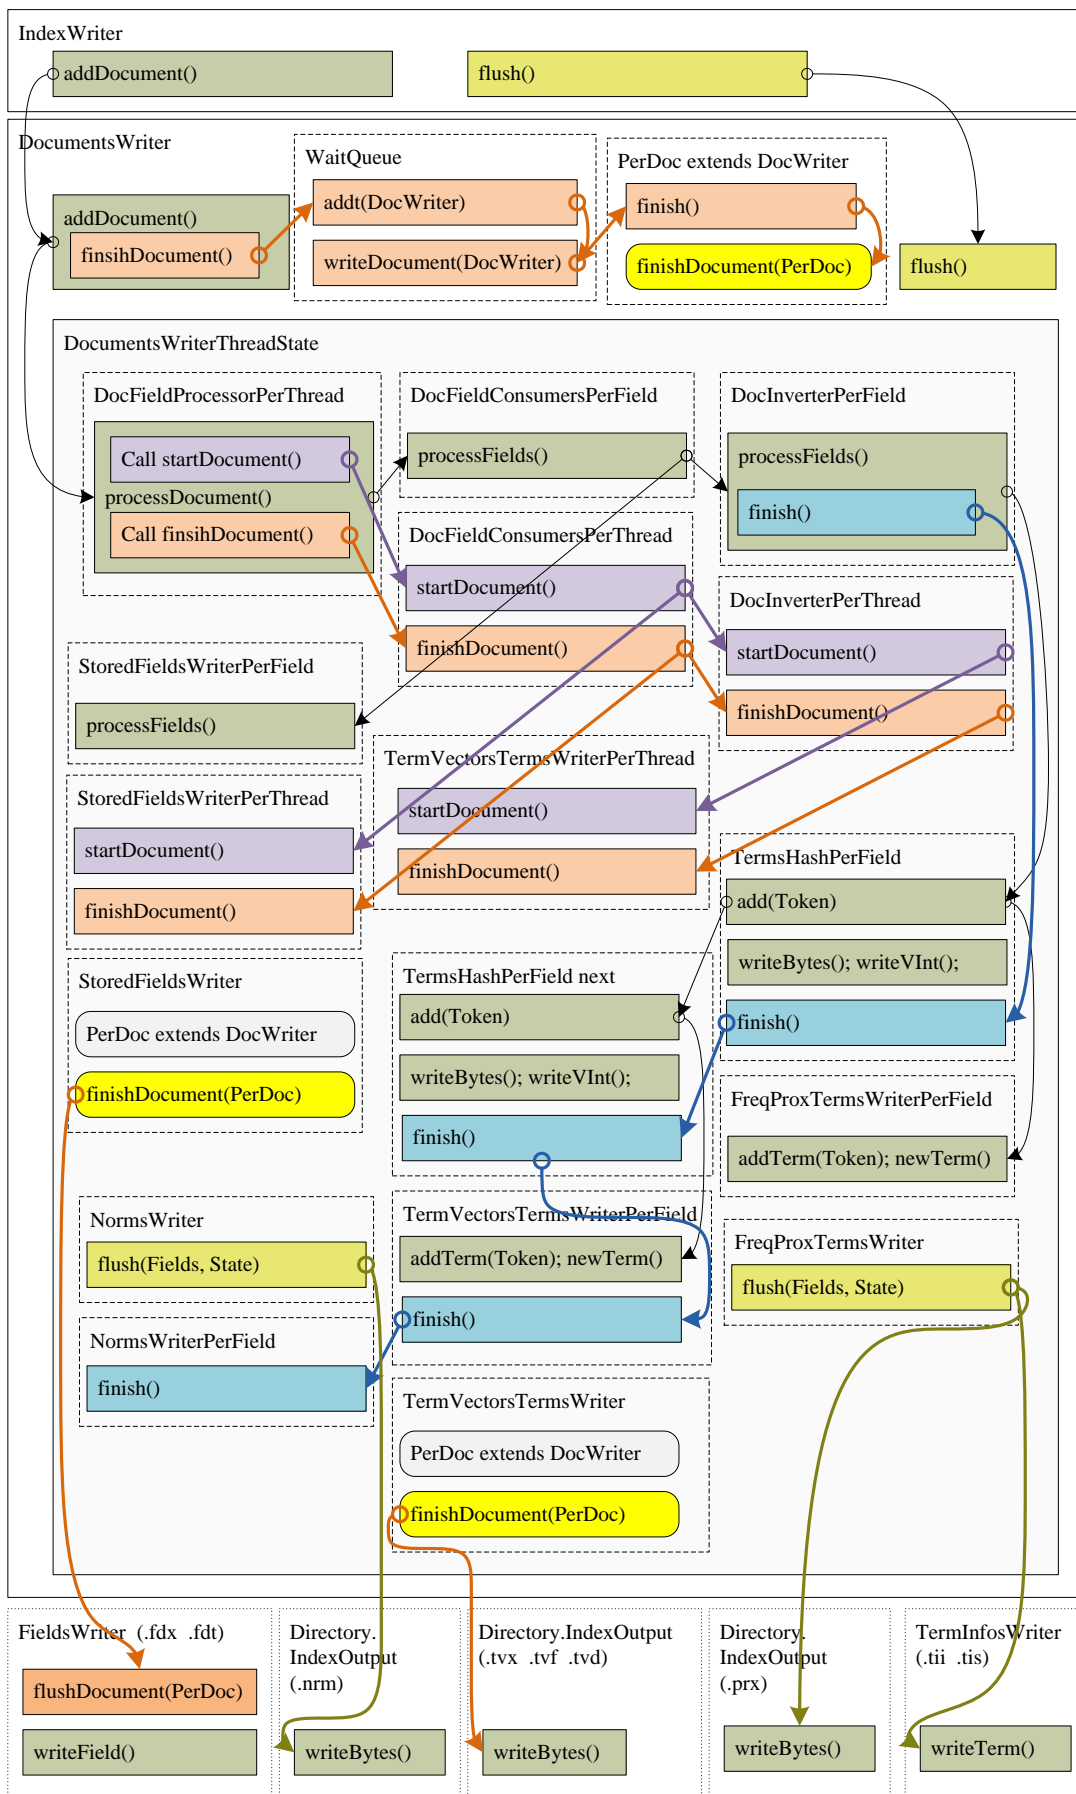 IndexWriter
addDocument()
flush()
DocumentsWriter
WaitQueue
PerDoc extends DocWriter
addt(DocWriter)
finish()
addDocument()
finsihDocument()
writeDocument(DocWriter)
finishDocument(PerDoc)
flush()
DocumentsWriterThreadState
DocFieldProcessorPerThread
DocFieldConsumersPerField
DocInverterPerField
Call startDocument()
processFields()
processFields()
processDocument()
Call finsihDocument()
finish()
DocFieldConsumersPerThread
startDocument()
DocInverterPerThread
finishDocument()
startDocument()
StoredFieldsWriterPerField
processFields()
finishDocument()
TermVectorsTermsWriterPerThread
StoredFieldsWriterPerThread
startDocument()
startDocument()
finishDocument()
TermsHashPerField
finishDocument()
add(Token)
writeBytes(); writeVInt();
StoredFieldsWriter
TermsHashPerField next
PerDoc extends DocWriter
add(Token)
finish()
writeBytes(); writeVInt();
finishDocument(PerDoc)
FreqProxTermsWriterPerField
finish()
addTerm(Token); newTerm()
NormsWriter
TermVectorsTermsWriterPerField
FreqProxTermsWriter
flush(Fields, State)
addTerm(Token); newTerm()
flush(Fields, State)
NormsWriterPerField
finish()
finish()
TermVectorsTermsWriter
PerDoc extends DocWriter
finishDocument(PerDoc)
FieldsWriter (.fdx .fdt)
flushDocument(PerDoc)
writeField()
Directory.
IndexOutput
(.nrm)
writeBytes()
Directory.IndexOutput
(.tvx .tvf .tvd)
writeBytes()
Directory.
IndexOutput
(.prx)
writeBytes()
TermInfosWriter
(.tii .tis)
writeTerm()